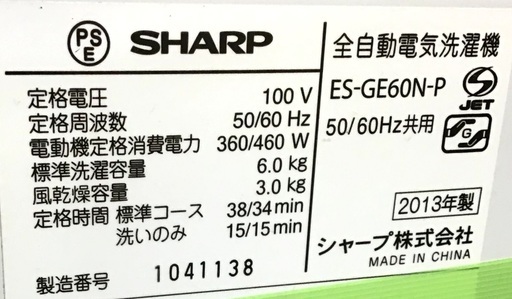 PS
E
SHARP
定格電圧 100 V
定格周波数 50/60 Hz
電動機定格消費電力 360/460 W
標準洗濯容量 6.0 kg
風乾燥容量 3.0 kg
定格時間 標準コース 38/34 min
洗いのみ 15/15 min
製造番号 1041138
全自動電気洗濯機
ES-GE60N-P
S
JET
50/60Hz共用
G
2013年製
シャープ株式会社
MADE IN CHINA